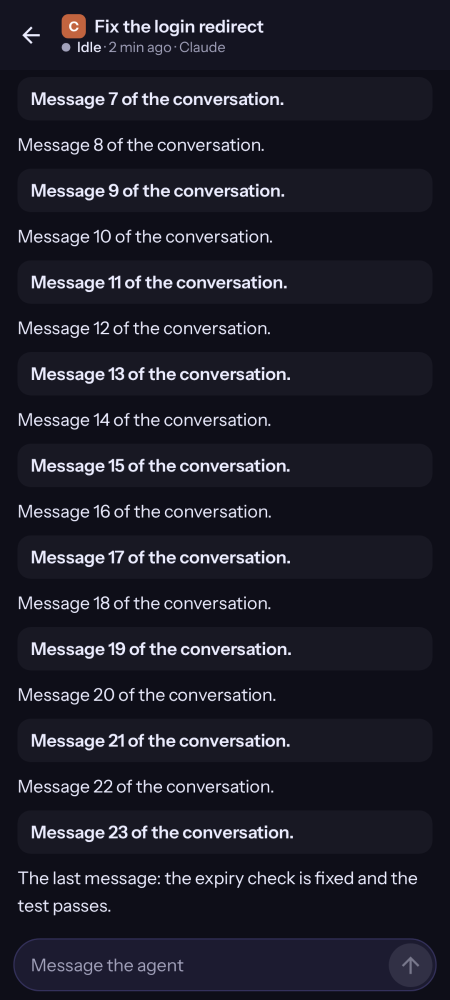 C Fix the login redirect
Idle · 2 min ago · Claude
Message 7 of the conversation.
Message 8 of the conversation.
Message 9 of the conversation.
Message 10 of the conversation.
Message 11 of the conversation.
Message 12 of the conversation.
Message 13 of the conversation.
Message 14 of the conversation.
Message 15 of the conversation.
Message 16 of the conversation.
Message 17 of the conversation.
Message 18 of the conversation.
Message 19 of the conversation.
Message 20 of the conversation.
Message 21 of the conversation.
Message 22 of the conversation.
Message 23 of the conversation.
The last message: the expiry check is fixed and the
test passes.
Message the agent